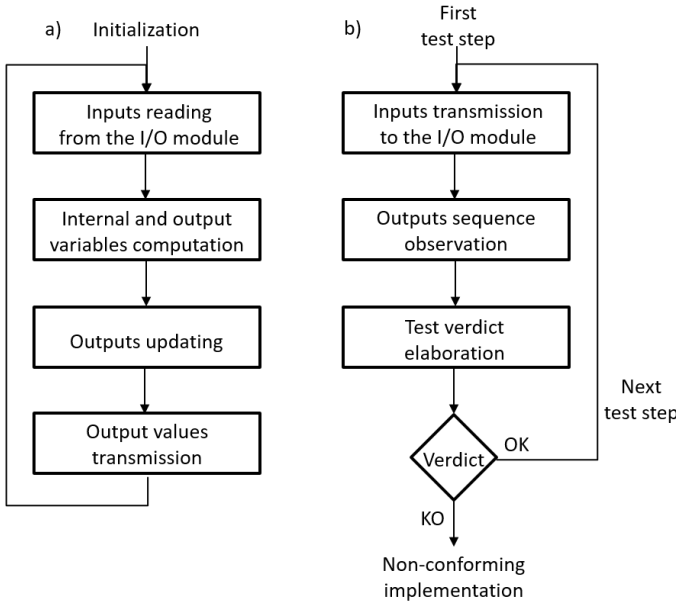 a) Initialization
Inputs reading
from the I/O module
Internal and output
variables computation
Outputs updating
Output values
transmission
b) First
test step
Inputs transmission
to the I/O module
Outputs sequence
observation
Test verdict
elaboration
Verdict
OK
Next
test step
KO
Non-conforming
implementation